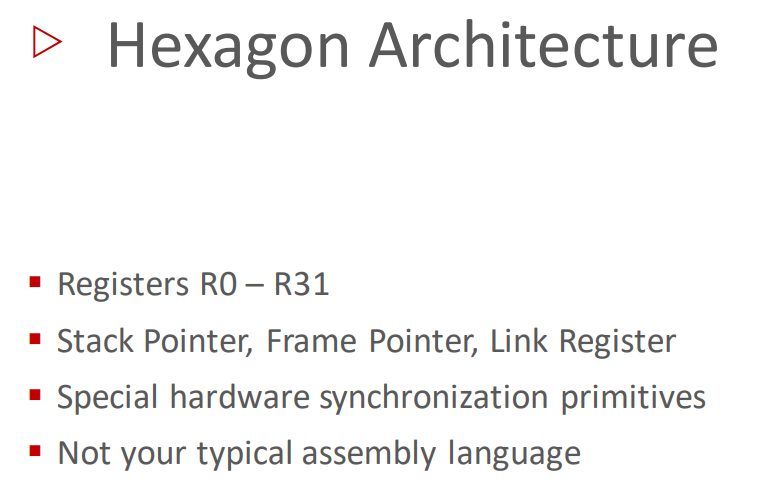 Hexagon Architecture
Registers R0 – R31
Stack Pointer, Frame Pointer, Link Register
Special hardware synchronization primitives
Not your typical assembly language